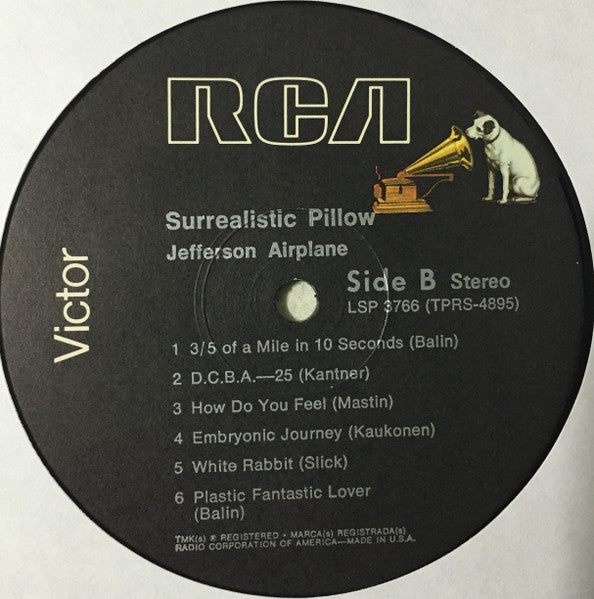 RCA
Victor
Surrealistic Pillow
Jefferson Airplane
Side B Stereo
LSP 3766 (TPRS-4895)
1 3/5 of a Mile in 10 Seconds (Balin)
2 D.C.B.A.—25 (Kantner)
3 How Do You Feel (Mastin)
4 Embryonic Journey (Kaukonen)
5 White Rabbit (Slick)
6 Plastic Fantastic Lover
(Balin)
TMK(s) ® REGISTERED • MARCA(s) REGISTRADA(s)
RADIO CORPORATION OF AMERICA—MADE IN U.S.A.